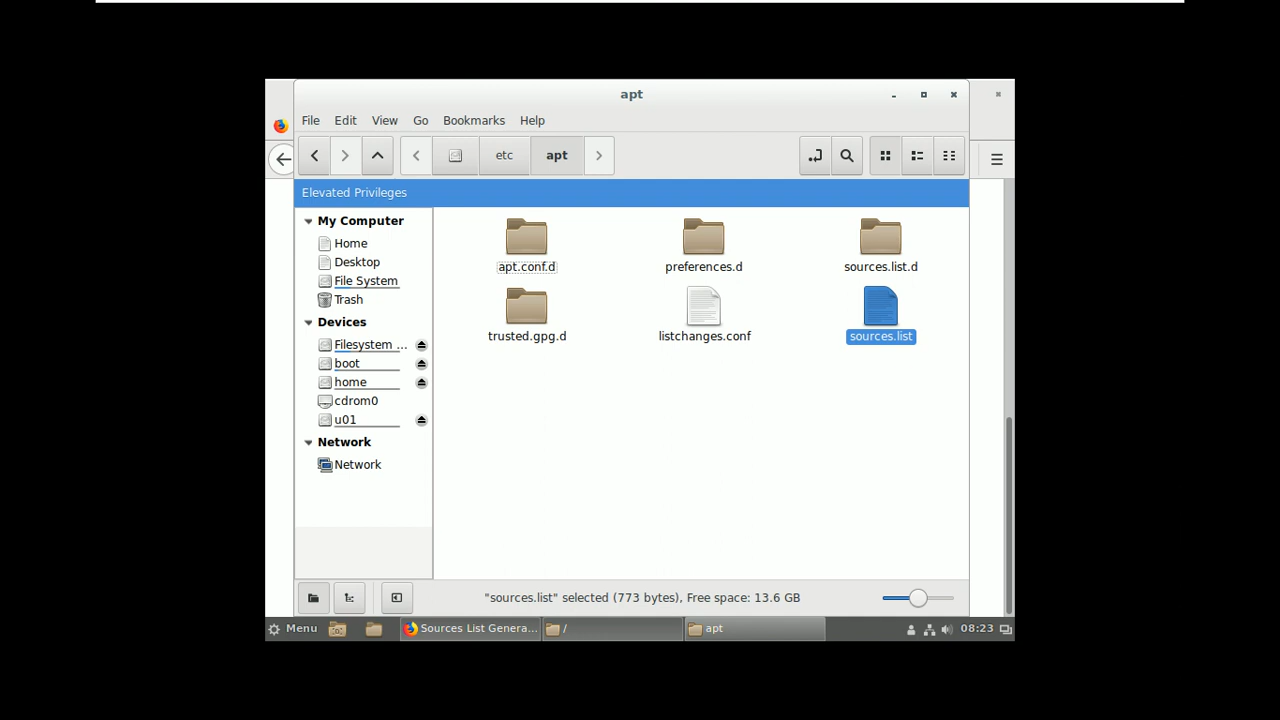 apt
File Edit View Go Bookmarks Help
etc apt
Elevated Privileges
My Computer
Home
Desktop
File System
Trash
Devices
Filesystem ...
boot
home
cdrom0
u01
Network
Network
apt.conf.d preferences.d sources.list.d
trusted.gpg.d listchanges.conf sources.list
"sources.list" selected (773 bytes), Free space: 13.6 GB
Menu Sources List Genera... / apt 08:23